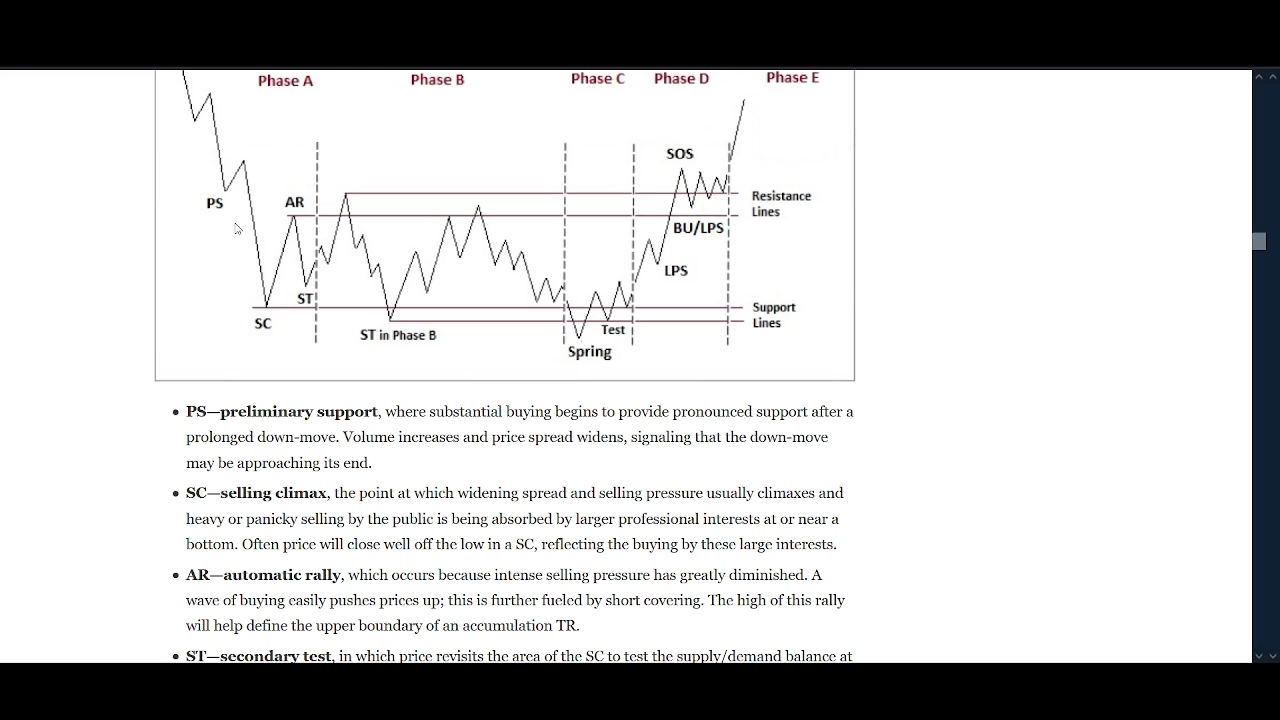 Phase A Phase B Phase C Phase D Phase E
SOS
PS AR Resistance
Lines
BU/LPS
LPS
ST
SC Support
Lines
ST in Phase B Test
Spring
• PS—preliminary support, where substantial buying begins to provide pronounced support after a
prolonged down-move. Volume increases and price spread widens, signaling that the down-move
may be approaching its end.
• SC—selling climax, the point at which widening spread and selling pressure usually climaxes and
heavy or panicky selling by the public is being absorbed by larger professional interests at or near a
bottom. Often price will close well off the low in a SC, reflecting the buying by these large interests.
• AR—automatic rally, which occurs because intense selling pressure has greatly diminished. A
wave of buying easily pushes prices up; this is further fueled by short covering. The high of this rally
will help define the upper boundary of an accumulation TR.
• ST—secondary test, in which price revisits the area of the SC to test the supply/demand balance at